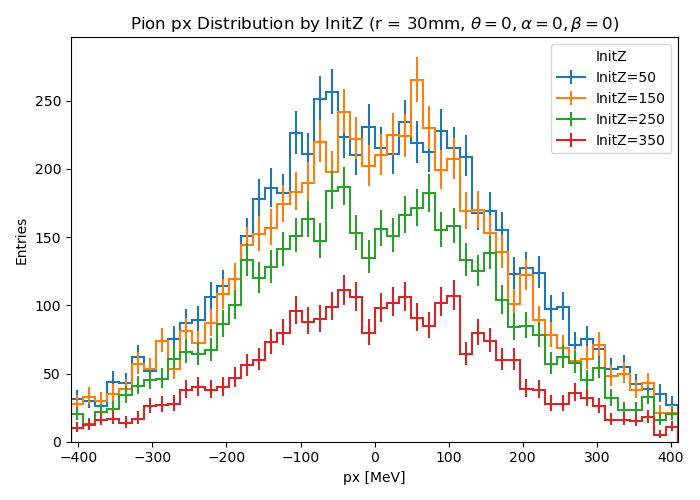 Pion px Distribution by InitZ (r = 30mm, θ = 0, α = 0, β = 0)
InitZ
InitZ=50
InitZ=150
InitZ=250
InitZ=350
Entries
250
200
150
100
50
0
−400 −300 −200 −100 0 100 200 300 400
px [MeV]